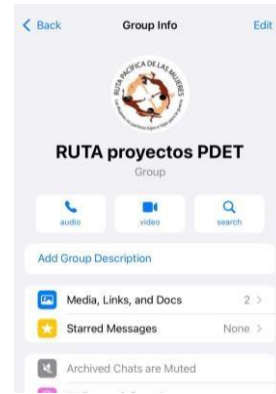 Back Group Info Edit
RUTA PACÍFICA DE LAS MUJERES
RUTA proyectos PDET
Group
audio video search
Add Group Description
Media, Links, and Docs 2
Starred Messages None
Archived Chats are Muted